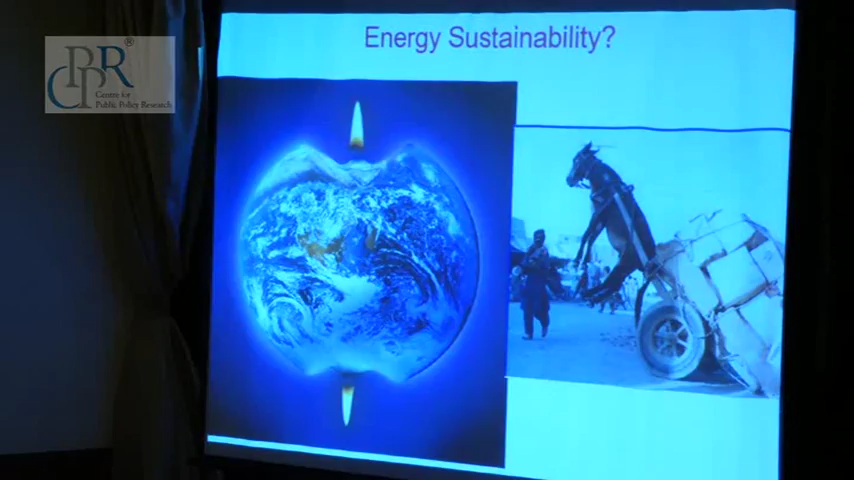 CPPR®
Centre for
Public Policy Research
Energy Sustainability?